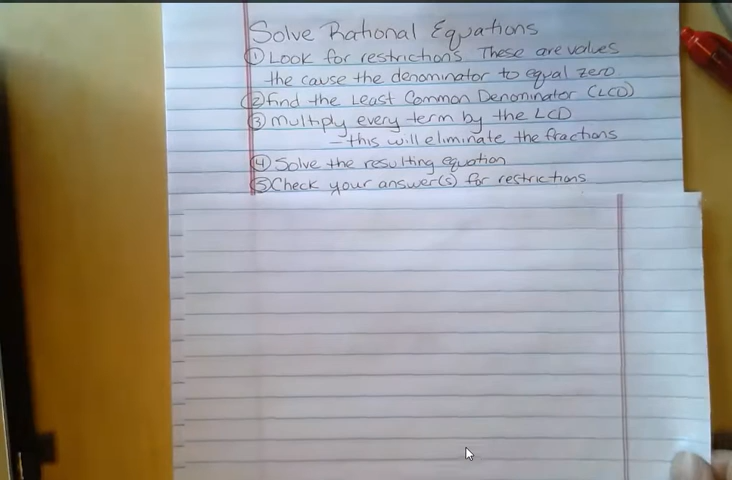 Solve Rational Equations
① Look for restrictions. These are values
the cause the denominator to equal zero
② find the Least Common Denominator (LCD)
③ multiply every term by the LCD
- this will eliminate the fractions
④ Solve the resulting equation
⑤ Check your answer(s) for restrictions